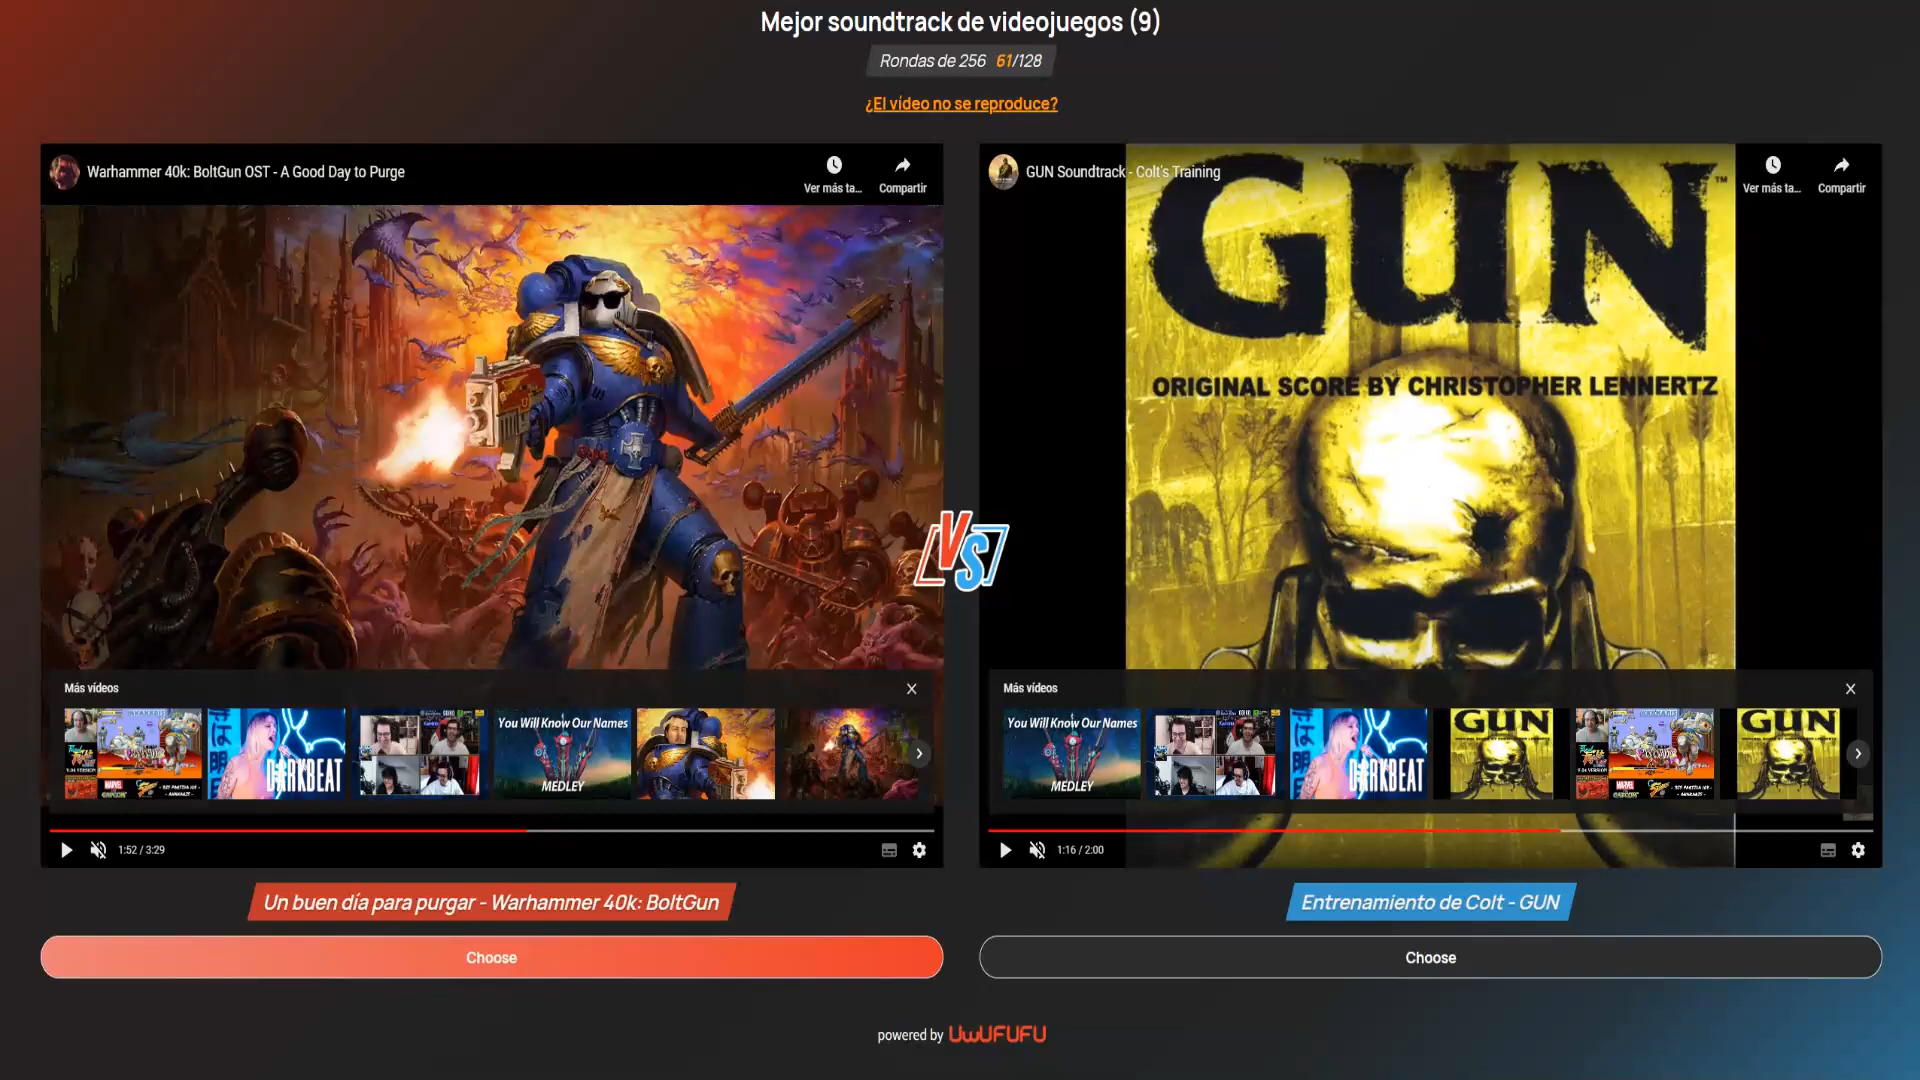 Mejor soundtrack de videojuegos (9)
Rondas de 256 61/128
¿El vídeo no se reproduce?
Warhammer 40k: BoltGun OST - A Good Day to Purge
Ver más ta...
Compartir
GUN Soundtrack - Colt's Training
Ver más ta...
Compartir
GUN
TM
ORIGINAL SCORE BY CHRISTOPHER LENNERTZ
VS
Más vídeos
DARKBEAT
You Will Know Our Names
MEDLEY
1:52 / 3:29
Más vídeos
You Will Know Our Names
MEDLEY
DARKBEAT
GUN
GUN
1:16 / 2:00
Un buen día para purgar - Warhammer 40k: BoltGun
Entrenamiento de Colt - GUN
Choose
Choose
powered by UwUFUFU